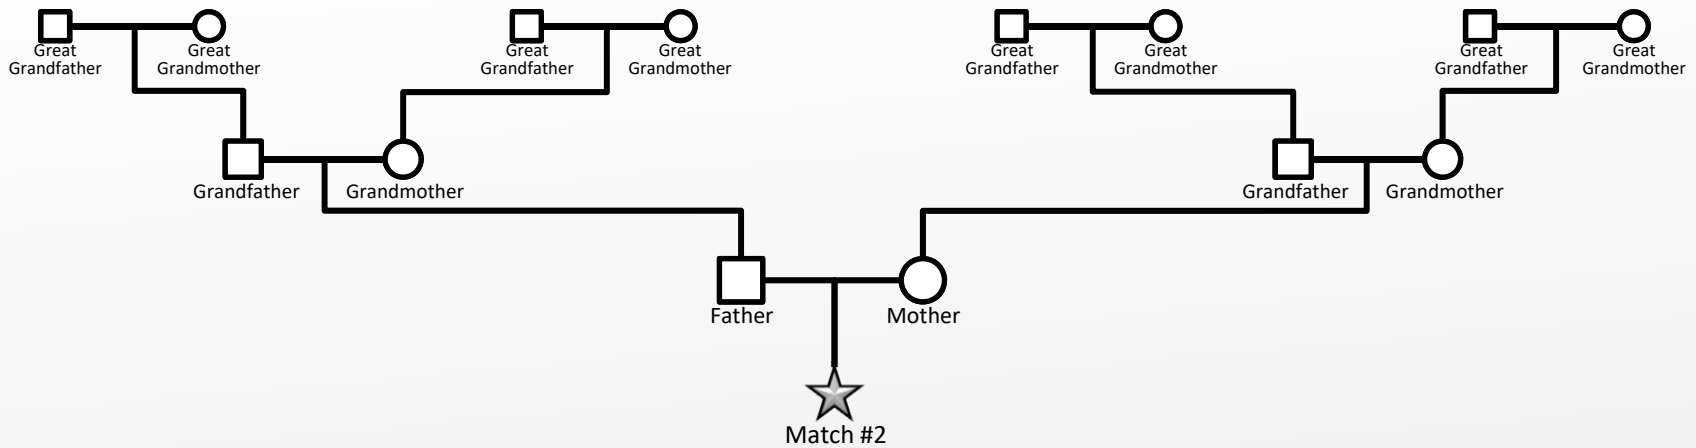 Great
Grandfather
Great
Grandmother
Great
Grandfather
Great
Grandmother
Great
Grandfather
Great
Grandmother
Great
Grandfather
Great
Grandmother
Grandfather
Grandmother
Grandfather
Grandmother
Father
Mother
Match #2